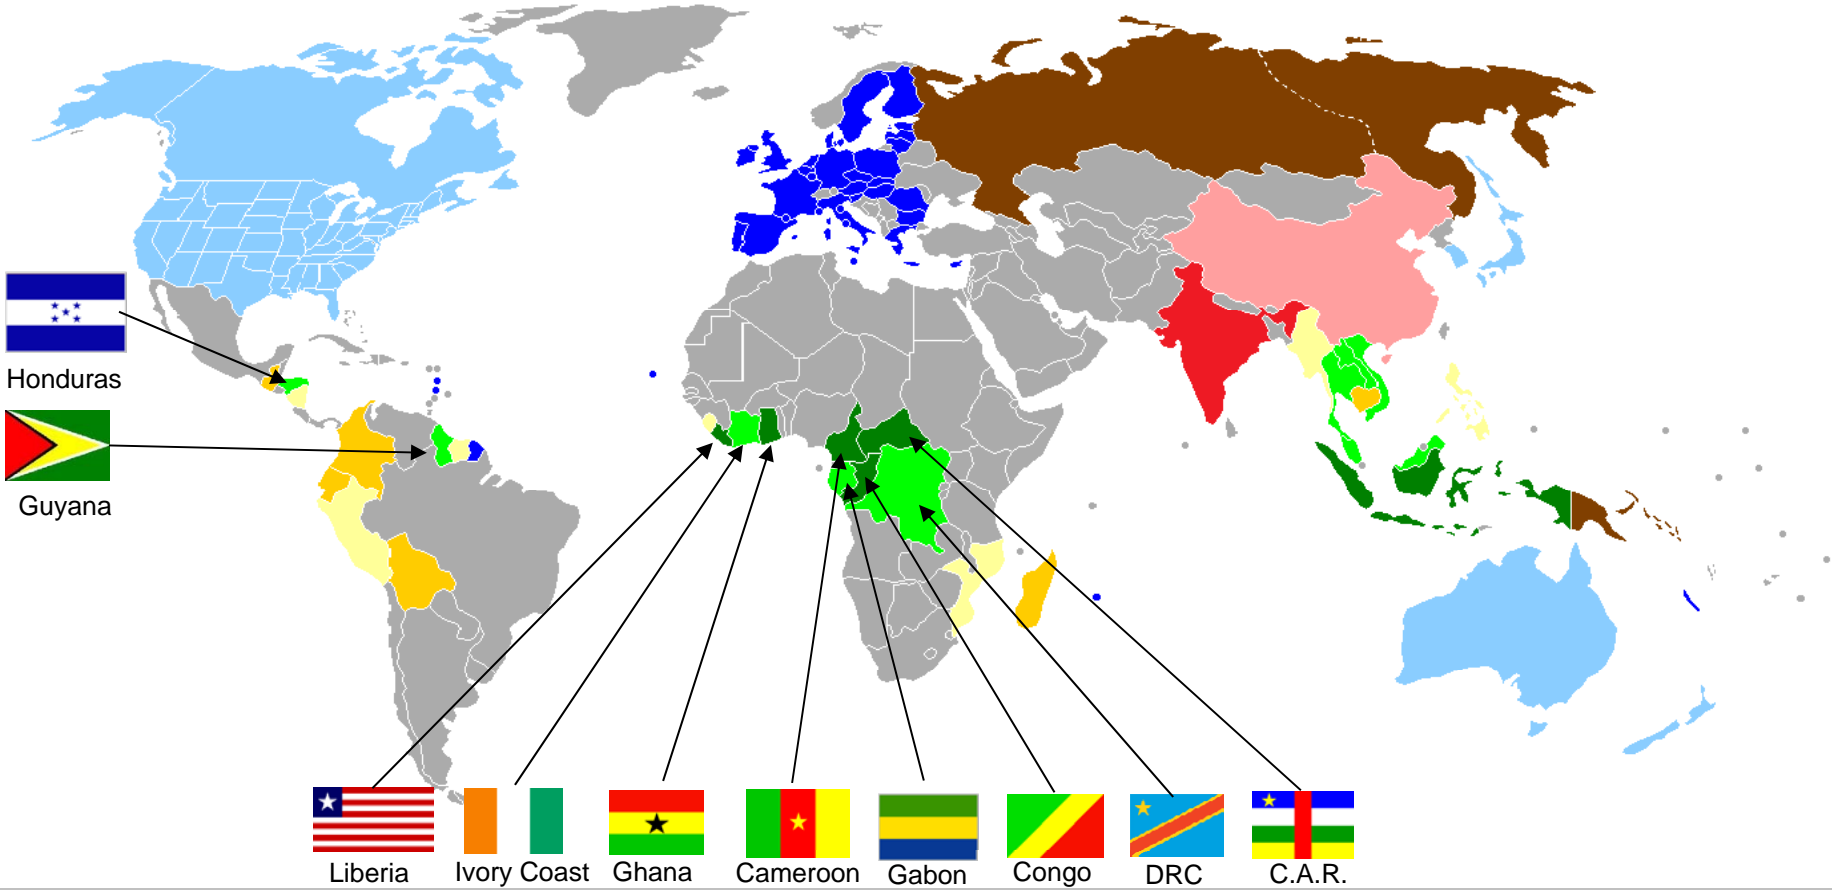 Honduras
Guyana
Liberia
Ivory Coast
Ghana
Cameroon
Gabon
Congo
DRC
C.A.R.